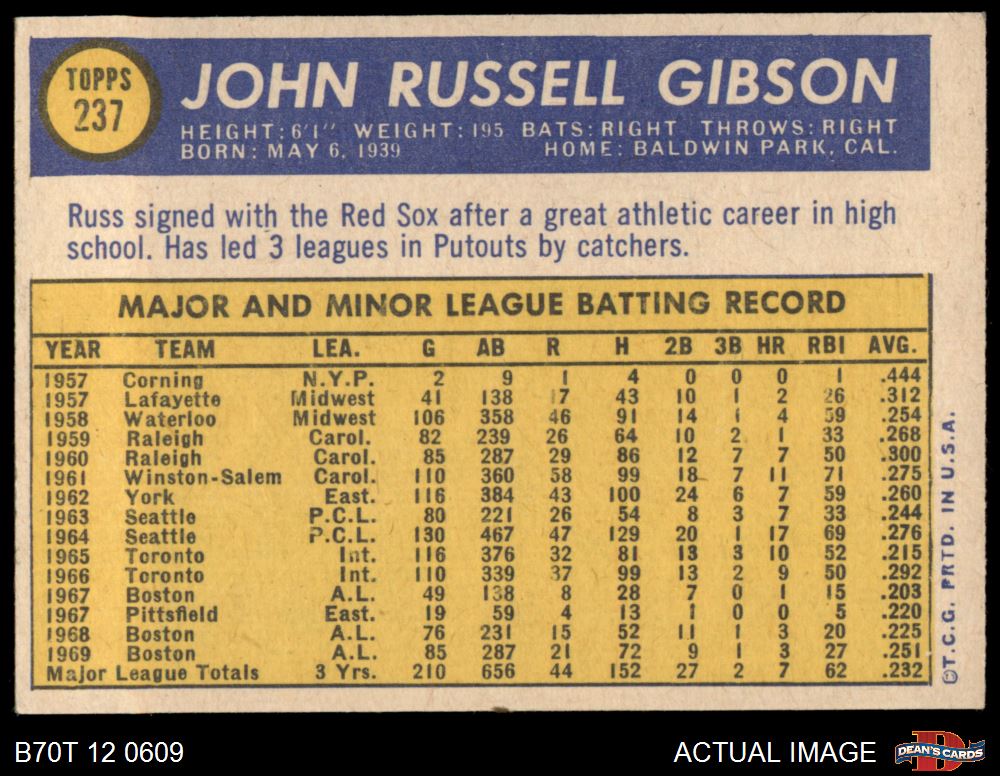 TOPPS
237
JOHN RUSSELL GIBSON
HEIGHT: 6'1" WEIGHT: 195 BATS: RIGHT THROWS: RIGHT
BORN: MAY 6, 1939 HOME: BALDWIN PARK, CAL.
Russ signed with the Red Sox after a great athletic career in high
school. Has led 3 leagues in Putouts by catchers.
MAJOR AND MINOR LEAGUE BATTING RECORD
YEAR TEAM LEA. G AB R H 2B 3B HR RBI AVG.
1957 Corning N.Y.P. 2 9 1 4 0 0 0 1 .444
1957 Lafayette Midwest 41 138 17 43 10 1 2 26 .312
1958 Waterloo Midwest 106 358 46 91 14 1 4 59 .254
1959 Raleigh Carol. 82 239 26 64 10 2 1 33 .268
1960 Raleigh Carol. 85 287 29 86 12 7 7 50 .300
1961 Winston-Salem Carol. 110 360 58 99 18 7 11 71 .275
1962 York East. 116 384 43 100 24 6 7 59 .260
1963 Seattle P.C.L. 80 221 26 54 8 3 7 33 .244
1964 Seattle P.C.L. 130 467 47 129 20 1 17 69 .276
1965 Toronto Int. 116 376 32 81 13 3 10 52 .215
1966 Toronto Int. 110 339 37 99 13 2 9 50 .292
1967 Boston A.L. 49 138 8 28 7 0 1 15 .203
1967 Pittsfield East. 19 59 4 13 1 0 0 5 .220
1968 Boston A.L. 76 231 15 52 11 1 3 20 .225
1969 Boston A.L. 85 287 21 72 9 1 3 27 .251
Major League Totals 3 Yrs. 210 656 44 152 27 2 7 62 .232
©T.C.G. PRTD. IN U.S.A.
B70T 12 0609 ACTUAL IMAGE
DEAN'S CARDS